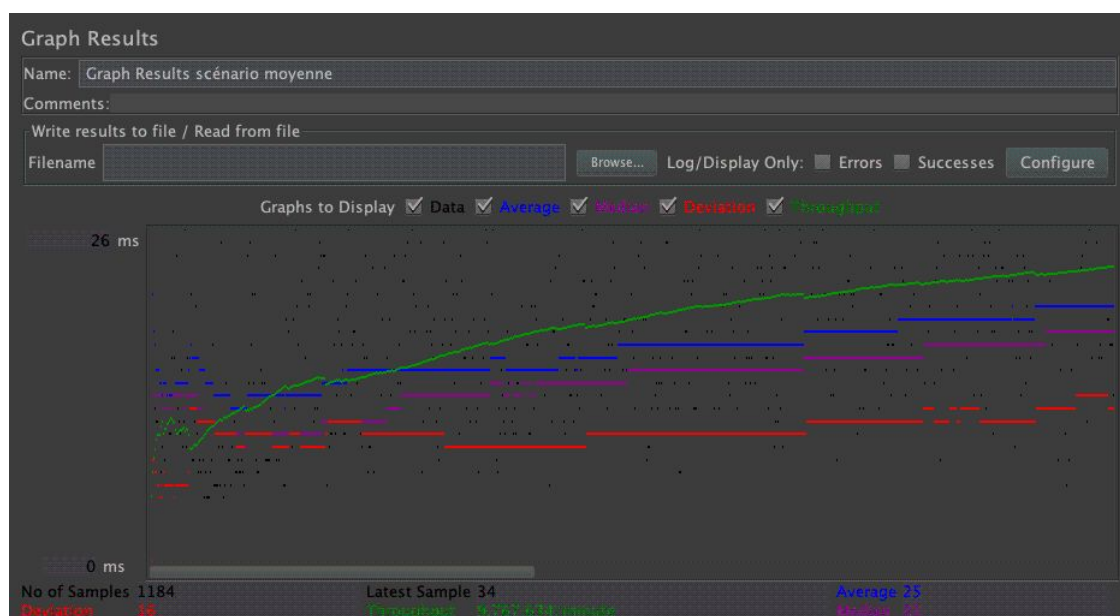 Graph Results
Name: Graph Results scénario moyenne
Comments:
Write results to file / Read from file
Filename Browse... Log/Display Only: Errors Successes Configure
Graphs to Display Data Average Median Deviation Throughput
26 ms
0 ms
No of Samples 1184 Latest Sample 34 Average 25
Deviation 16 Throughput minute Median